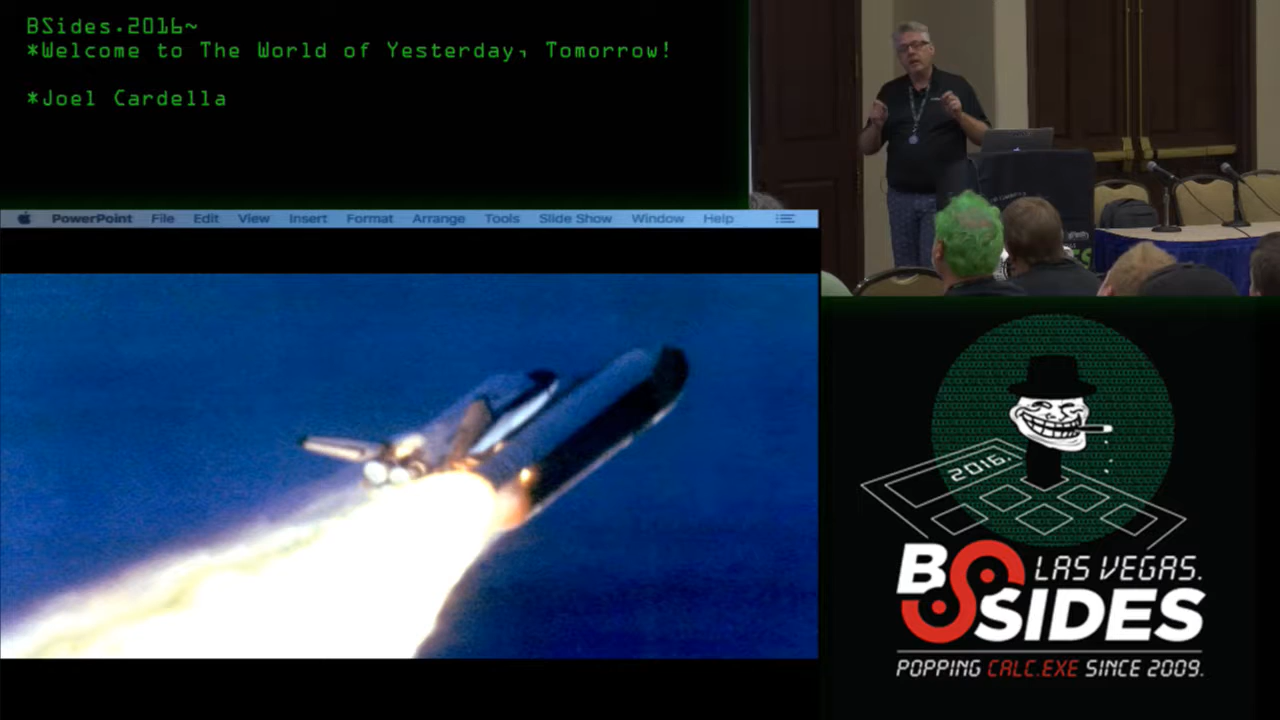 BSides.2016~
*Welcome to The World of Yesterday, Tomorrow!
*Joel Cardella
PowerPoint File Edit View Insert Format Arrange Tools Slide Show Window Help
2016.
BSIDES
LAS VEGAS.
POPPING CALC.EXE SINCE 2009.